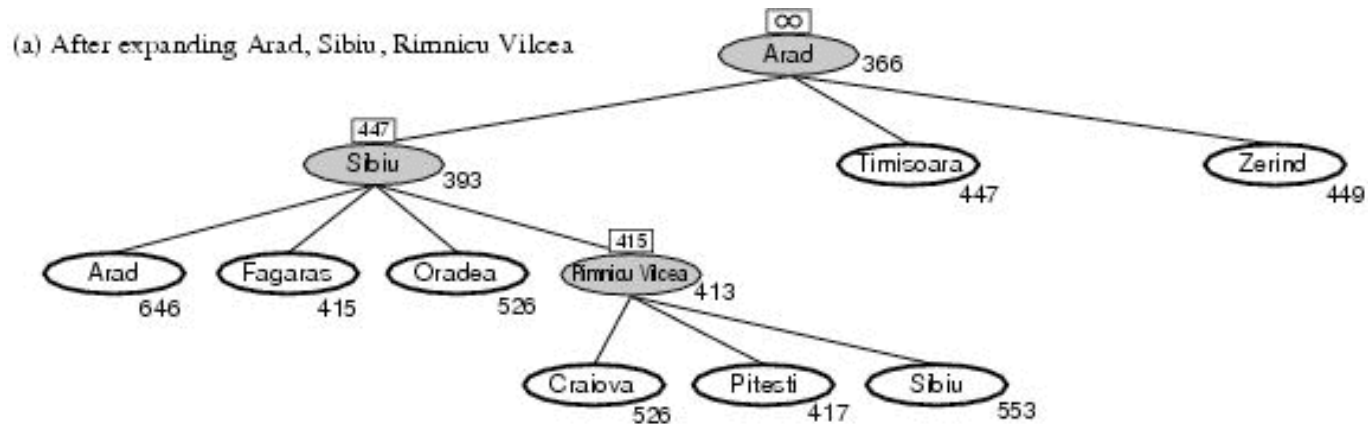 ∞
(a) After expanding Arad, Sibiu, Rimnicu Vilcea
Arad
366
447
Sibiu
393
Timisoara
447
Zerind
449
Arad
646
Fagaras
415
Oradea
526
415
Rimnicu Vilcea
413
Craiova
526
Pitesti
417
Sibiu
553